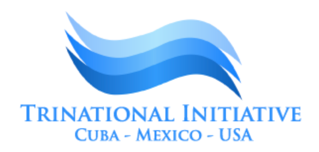 TRINATIONAL INITIATIVE
CUBA - MEXICO - USA